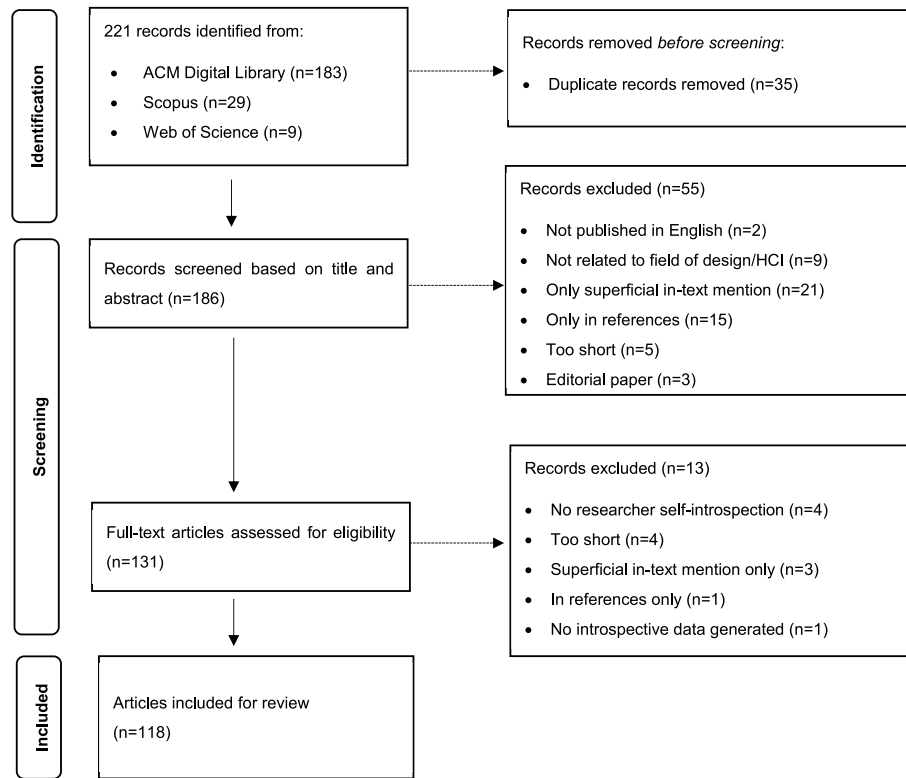 Identification
221 records identified from:
• ACM Digital Library (n=183)
• Scopus (n=29)
• Web of Science (n=9)
Records removed before screening:
• Duplicate records removed (n=35)
Screening
Records screened based on title and
abstract (n=186)
Records excluded (n=55)
• Not published in English (n=2)
• Not related to field of design/HCI (n=9)
• Only superficial in-text mention (n=21)
• Only in references (n=15)
• Too short (n=5)
• Editorial paper (n=3)
Full-text articles assessed for eligibility
(n=131)
Records excluded (n=13)
• No researcher self-introspection (n=4)
• Too short (n=4)
• Superficial in-text mention only (n=3)
• In references only (n=1)
• No introspective data generated (n=1)
Included
Articles included for review
(n=118)